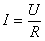 I = U/R